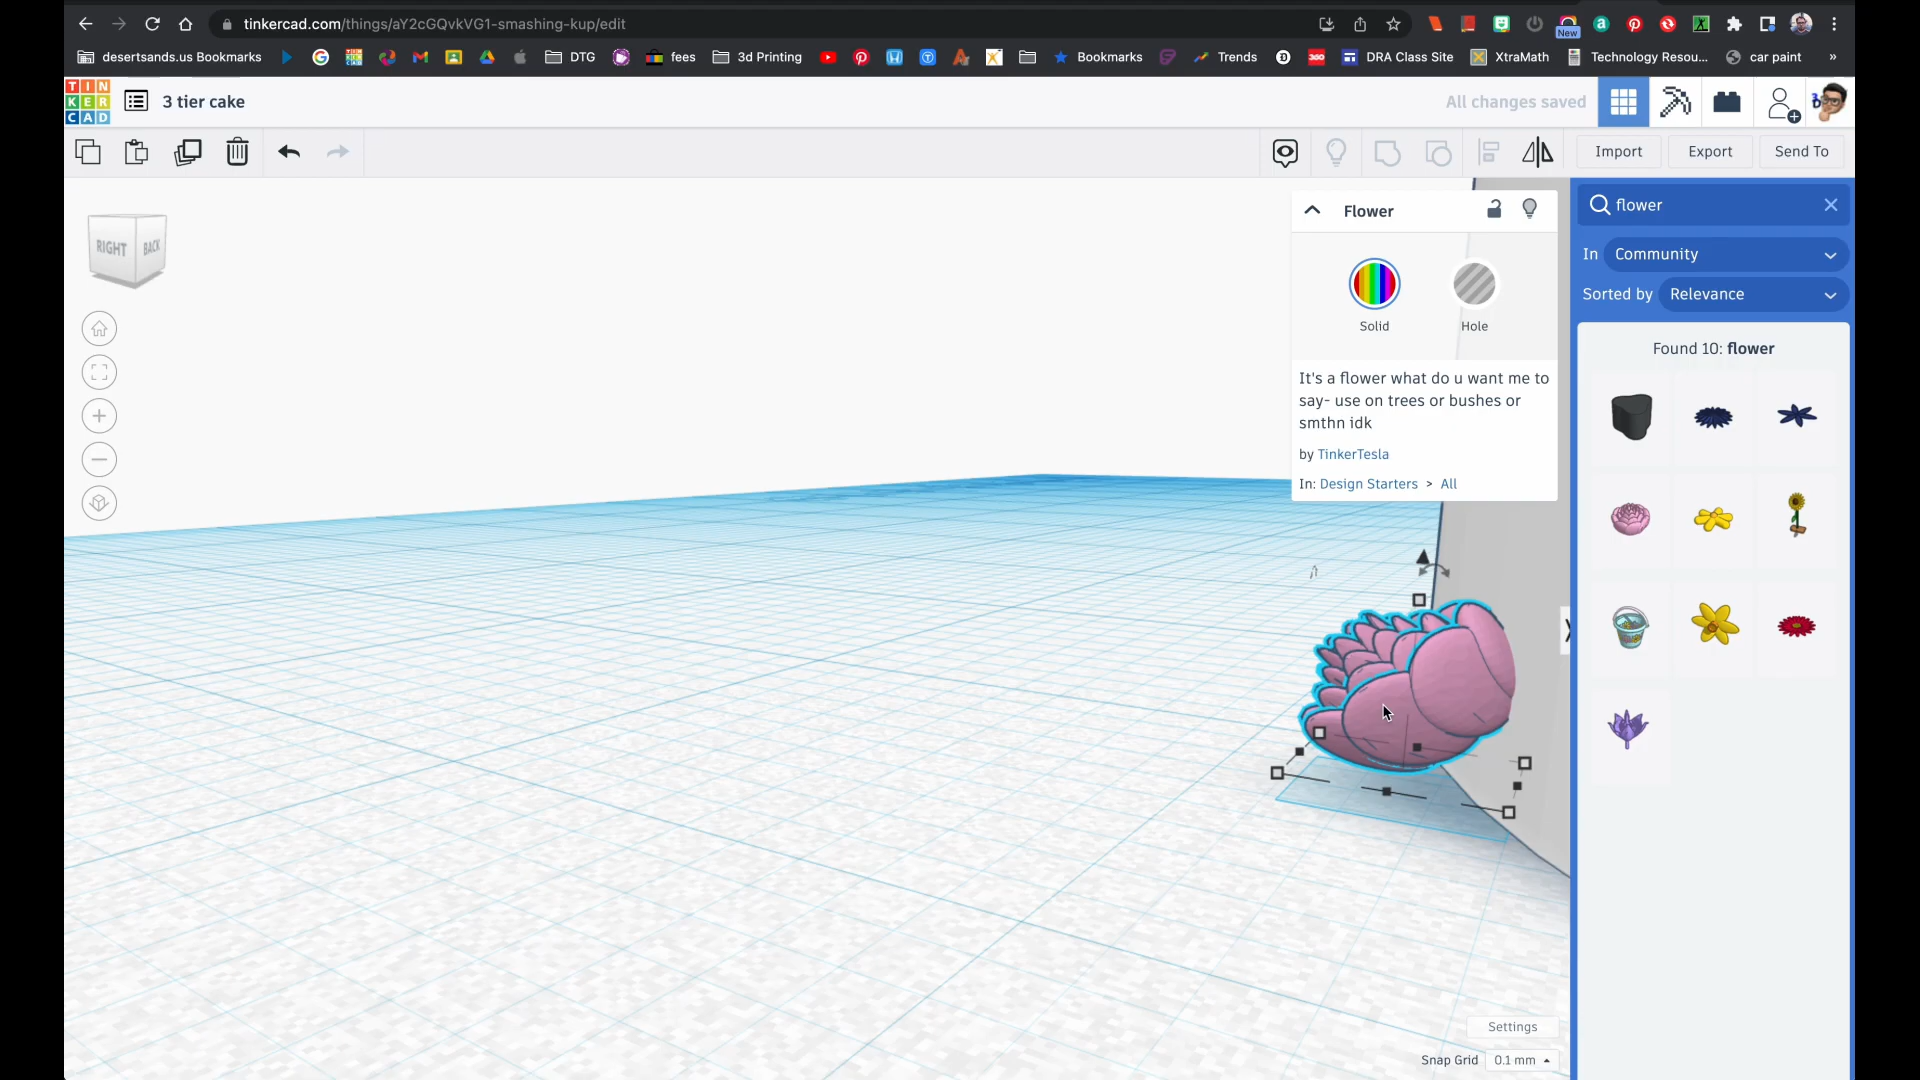 tinkercad.com/things/aY2cGQvkVG1-smashing-kup/edit
New
desertsands.us Bookmarks
DTG
fees
3d Printing
Bookmarks
Trends
360
DRA Class Site
XtraMath
Technology Resou...
car paint
»
TIN
KER
CAD
3 tier cake
All changes saved
Import
Export
Send To
RIGHT
BACK
Flower
Solid
Hole
It's a flower what do u want me to
say- use on trees or bushes or
smthn idk
by TinkerTesla
In: Design Starters > All
flower
In Community
Sorted by Relevance
Found 10: flower
Settings
Snap Grid 0.1 mm